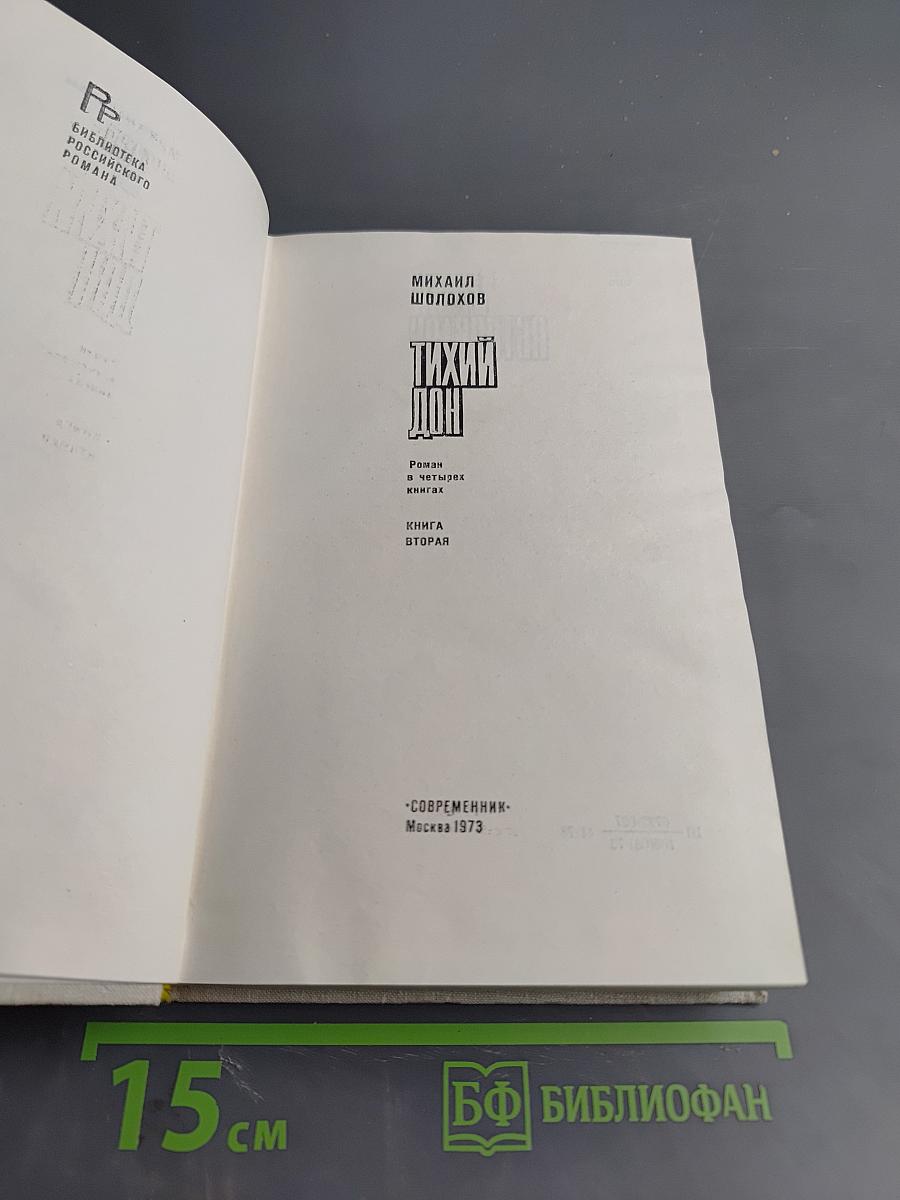 РР
БИБЛИОТЕКА
РОССИЙСКОГО
РОМАНА
МИХАИЛ
ШОЛОХОВ
ТИХИЙ
ДОН
Роман
в четырех
книгах
КНИГА
ВТОРАЯ
•СОВРЕМЕННИК•
Москва 1973
15 см
БФ БИБЛИОФАН